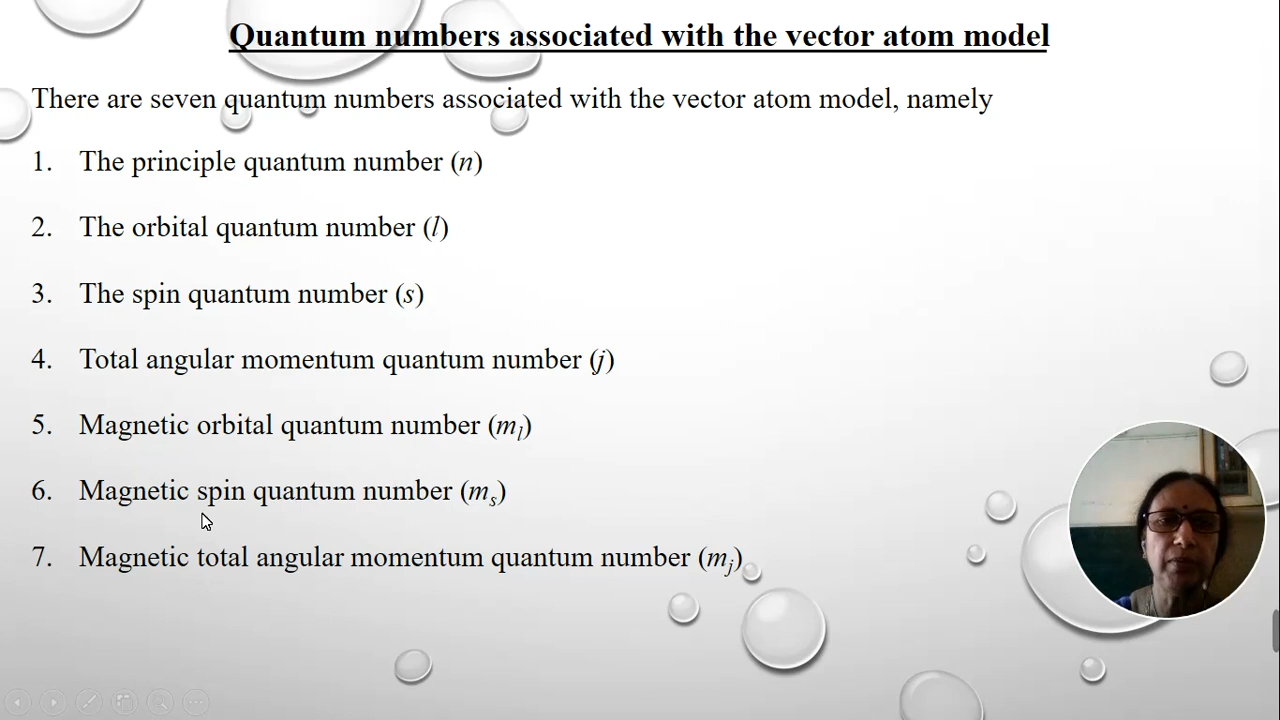 Quantum numbers associated with the vector atom model
There are seven quantum numbers associated with the vector atom model, namely
1. The principle quantum number (n)
2. The orbital quantum number (l)
3. The spin quantum number (s)
4. Total angular momentum quantum number (j)
5. Magnetic orbital quantum number (mₗ)
6. Magnetic spin quantum number (mₛ)
7. Magnetic total angular momentum quantum number (mⱼ)